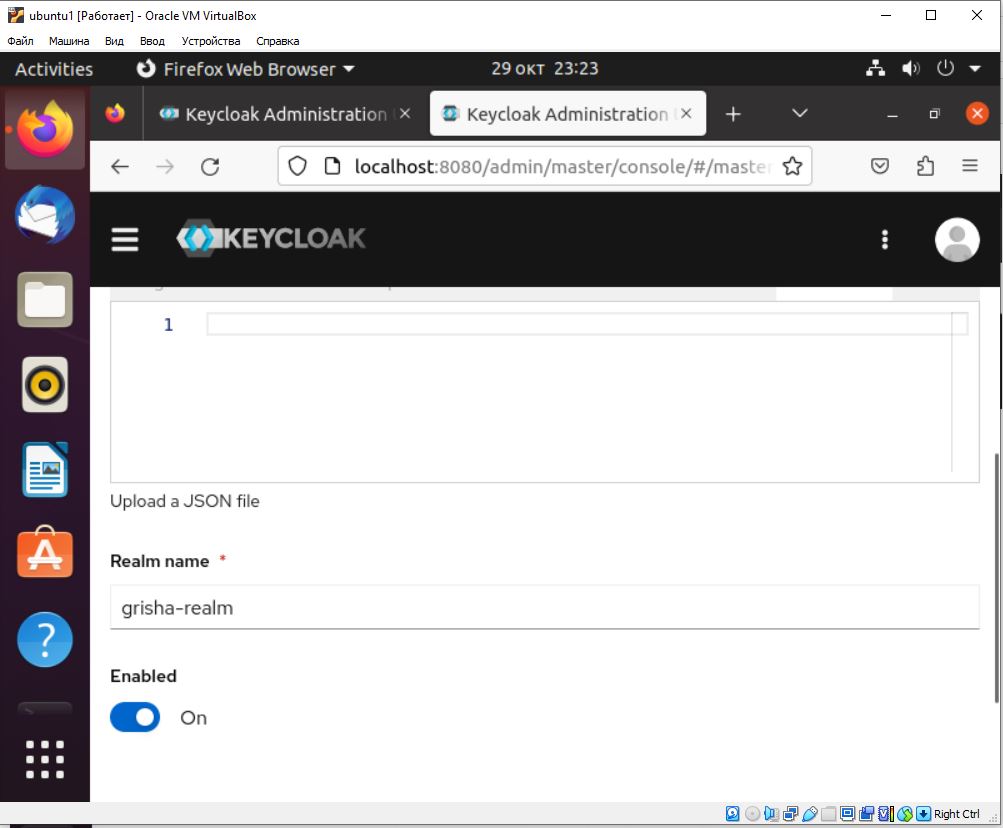 ubuntu1 [Работает] - Oracle VM VirtualBox
Файл Машина Вид Ввод Устройства Справка
Activities Firefox Web Browser 29 окт 23:23
Keycloak Administration Keycloak Administration
localhost:8080/admin/master/console/#/master
KEYCLOAK
1
Upload a JSON file
Realm name *
grisha-realm
Enabled
On
Right Ctrl